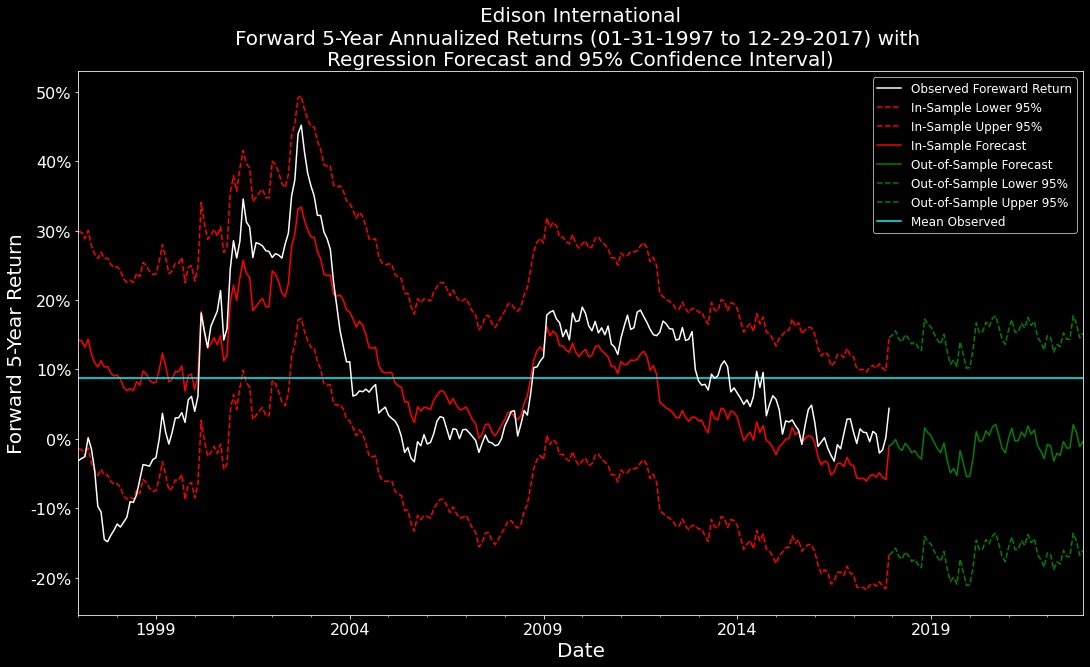 Edison International
Forward 5-Year Annualized Returns (01-31-1997 to 12-29-2017) with
Regression Forecast and 95% Confidence Interval)
Observed Foreward Return
In-Sample Lower 95%
In-Sample Upper 95%
In-Sample Forecast
Out-of-Sample Forecast
Out-of-Sample Lower 95%
Out-of-Sample Upper 95%
Mean Observed
Forward 5-Year Return
50%
40%
30%
20%
10%
0%
-10%
-20%
1999
2004
2009
2014
2019
Date